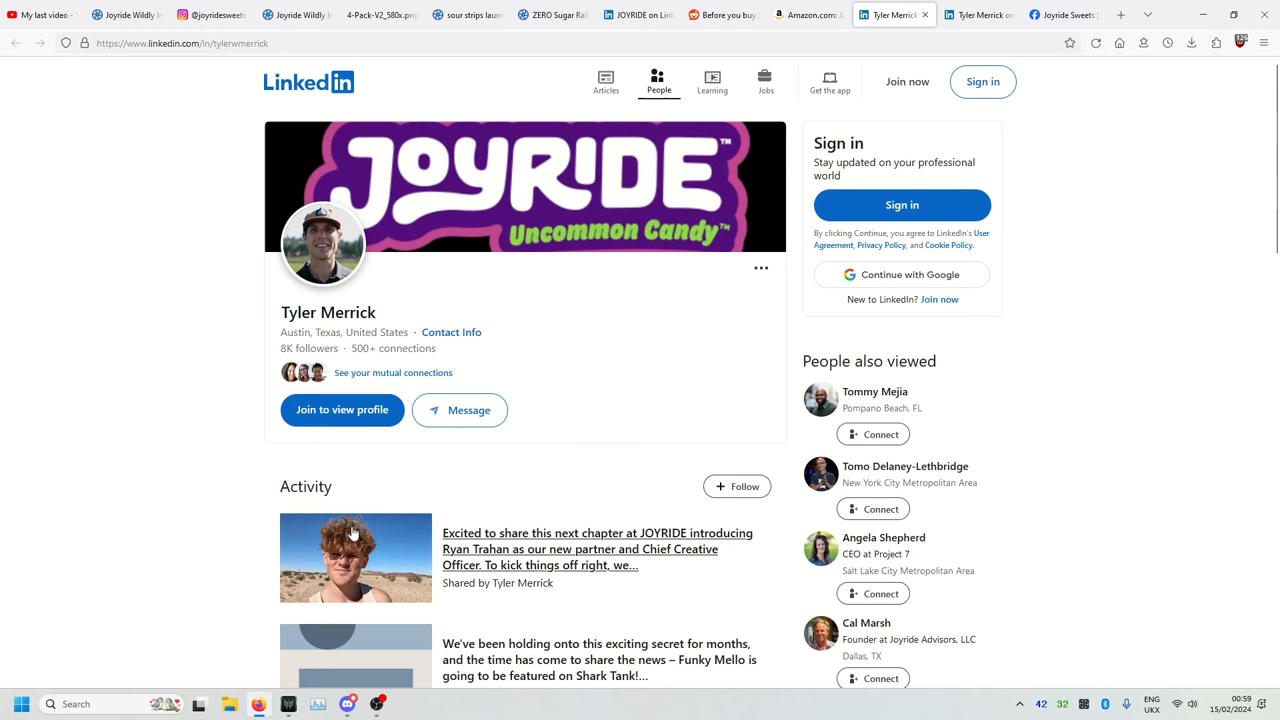 My last video -
Joyride Wildly
@joyridesweets
Joyride Wildly In
4-Pack-V2_580x.png
sour strips laun
ZERO Sugar Rall
JOYRIDE on Link
Before you buy
Amazon.com: J
Tyler Merrick
Tyler Merrick on
Joyride Sweets |
https://www.linkedin.com/in/tylerwmerrick
126
Linked in
Articles
People
Learning
Jobs
Get the app
Join now
Sign in
JOYRIDE™
Uncommon Candy™
Tyler Merrick
Austin, Texas, United States · Contact Info
8K followers · 500+ connections
See your mutual connections
Join to view profile
Message
Activity
Follow
Excited to share this next chapter at JOYRIDE introducing
Ryan Trahan as our new partner and Chief Creative
Officer. To kick things off right, we...
Shared by Tyler Merrick
We've been holding onto this exciting secret for months,
and the time has come to share the news – Funky Mello is
going to be featured on Shark Tank!...
Sign in
Stay updated on your professional
world
Sign in
By clicking Continue, you agree to LinkedIn's User
Agreement, Privacy Policy, and Cookie Policy.
Continue with Google
New to LinkedIn? Join now
People also viewed
Tommy Mejia
Pompano Beach, FL
Connect
Tomo Delaney-Lethbridge
New York City Metropolitan Area
Connect
Angela Shepherd
CEO at Project 7
Salt Lake City Metropolitan Area
Connect
Cal Marsh
Founder at Joyride Advisors, LLC
Dallas, TX
Connect
Search
42
32
ENG
UKX
00:59
15/02/2024